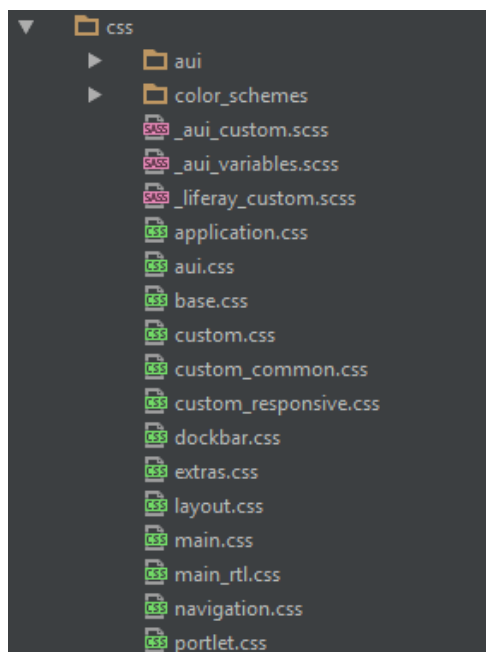 css
aui
color_schemes
SASS _aui_custom.scss
SASS _aui_variables.scss
SASS _liferay_custom.scss
CSS application.css
CSS aui.css
CSS base.css
CSS custom.css
CSS custom_common.css
CSS custom_responsive.css
CSS dockbar.css
CSS extras.css
CSS layout.css
CSS main.css
CSS main_rtl.css
CSS navigation.css
CSS portlet.css